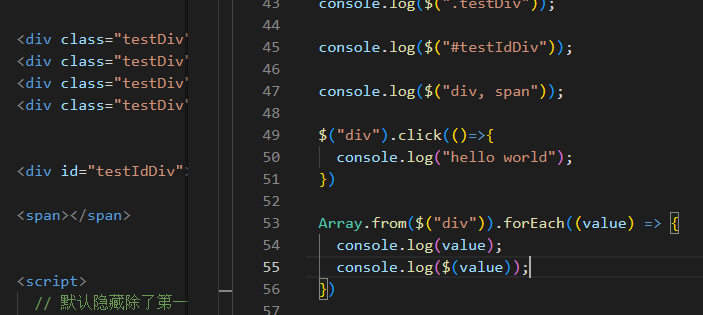 <div class="testDiv"
<div class="testDiv"
<div class="testDiv"
<div class="testDiv"
<div id="testIdDiv">
<span></span>
<script>
// 默认隐藏除了第一
43 console.log($(".testDiv"));
44
45 console.log($("#testIdDiv"));
46
47 console.log($("div, span"));
48
49 $("div").click(()=>{
50 console.log("hello world");
51 })
52
53 Array.from($("div")).forEach((value) => {
54 console.log(value);
55 console.log($(value));
56 })
57